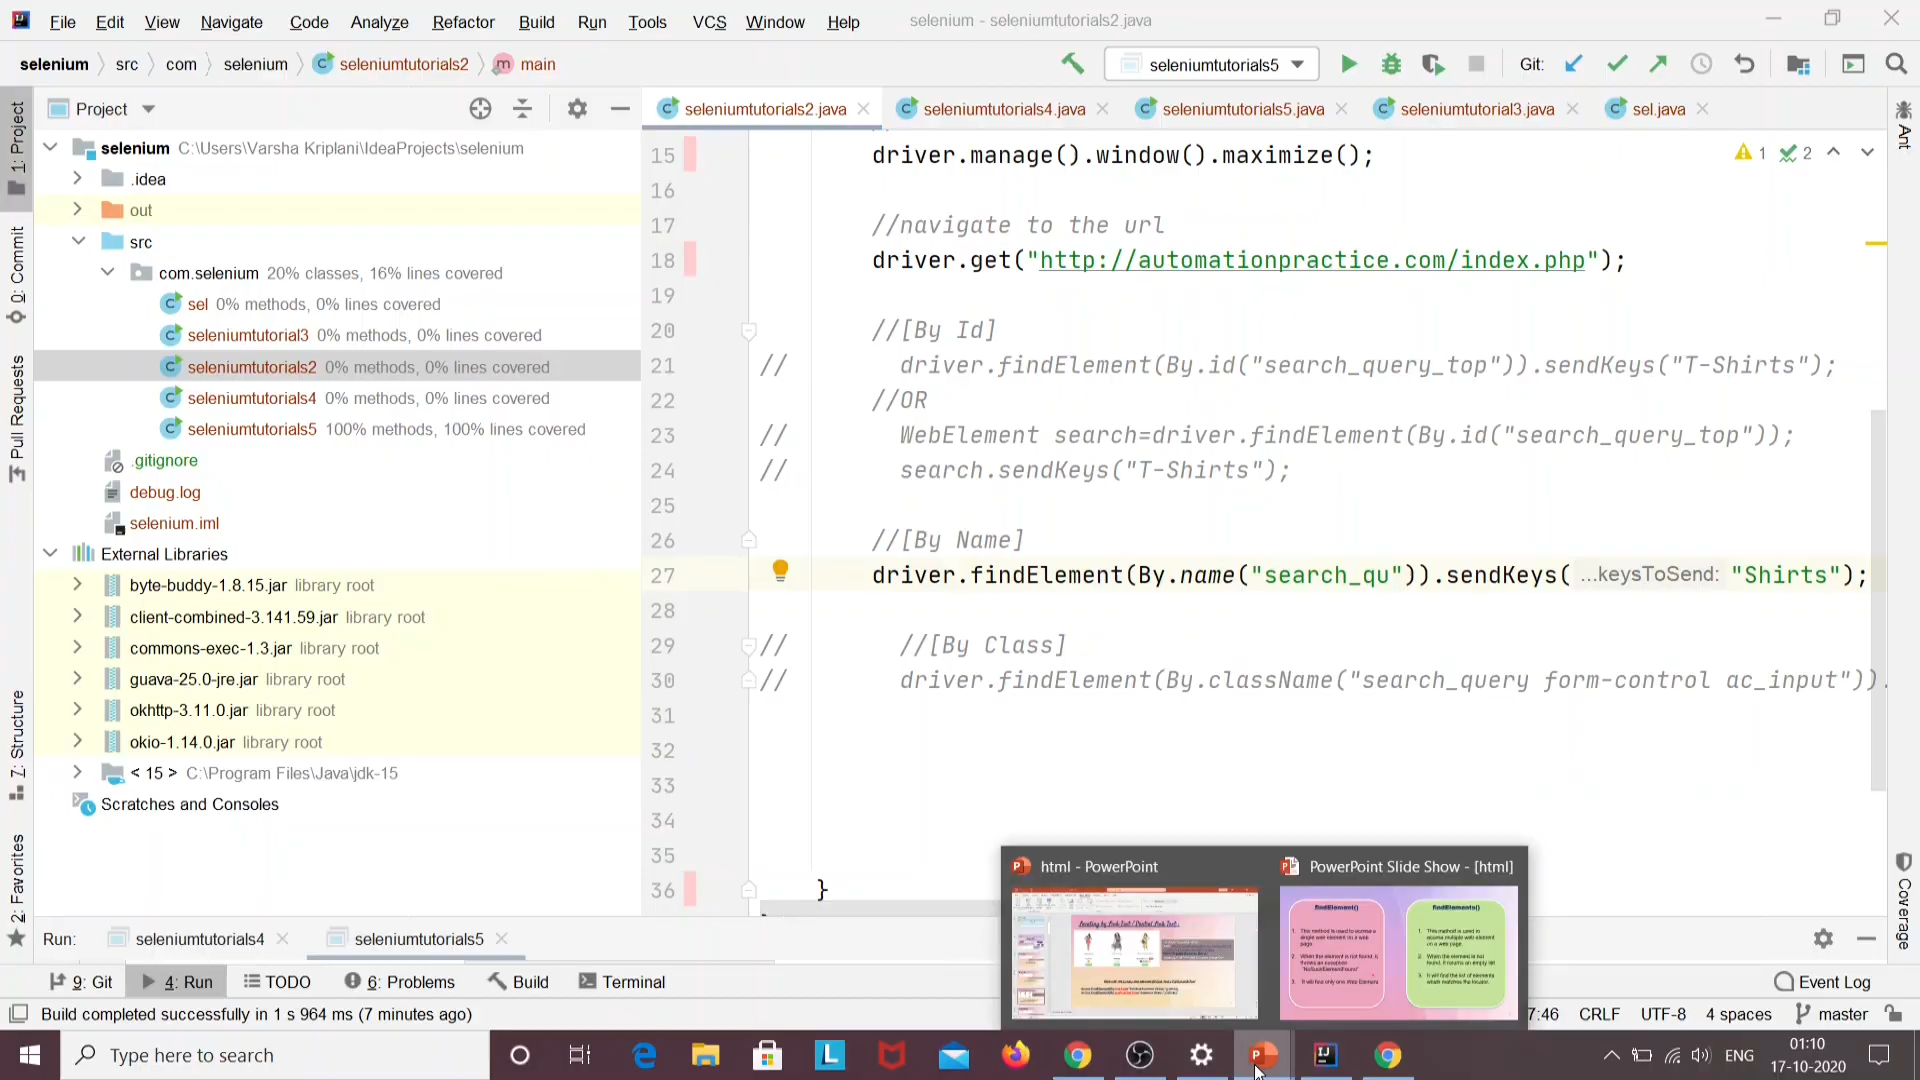 File Edit View Navigate Code Analyze Refactor Build Run Tools VCS Window Help selenium - seleniumtutorials2.java
selenium src com selenium seleniumtutorials2 main seleniumtutorials5 Git:
Project seleniumtutorials2.java seleniumtutorials4.java seleniumtutorials5.java seleniumtutorial3.java sel.java
1: Project
0: Commit
Pull Requests
7: Structure
2: Favorites
Ant
Coverage
selenium C:\Users\Varsha Kriplani\IdeaProjects\selenium
.idea
out
src
com.selenium 20% classes, 16% lines covered
sel 0% methods, 0% lines covered
seleniumtutorial3 0% methods, 0% lines covered
seleniumtutorials2 0% methods, 0% lines covered
seleniumtutorials4 0% methods, 0% lines covered
seleniumtutorials5 100% methods, 100% lines covered
.gitignore
debug.log
selenium.iml
External Libraries
byte-buddy-1.8.15.jar library root
client-combined-3.141.59.jar library root
commons-exec-1.3.jar library root
guava-25.0-jre.jar library root
okhttp-3.11.0.jar library root
okio-1.14.0.jar library root
< 15 > C:\Program Files\Java\jdk-15
Scratches and Consoles
1 2
15 driver.manage().window().maximize();
16
17 //navigate to the url
18 driver.get("http://automationpractice.com/index.php");
19
20 //[By Id]
21 // driver.findElement(By.id("search_query_top")).sendKeys("T-Shirts");
22 //OR
23 // WebElement search=driver.findElement(By.id("search_query_top"));
24 // search.sendKeys("T-Shirts");
25
26 //[By Name]
27 driver.findElement(By.name("search_qu")).sendKeys( ...keysToSend: "Shirts");
28
29 // //[By Class]
30 // driver.findElement(By.className("search_query form-control ac_input")).
31
32
33
34
35
36 }
html - PowerPoint PowerPoint Slide Show - [html]
findElement() findElements()
Run: seleniumtutorials4 seleniumtutorials5
9: Git 4: Run TODO 6: Problems Build Terminal Event Log
Build completed successfully in 1 s 964 ms (7 minutes ago) 7:46 CRLF UTF-8 4 spaces master
Type here to search ENG 01:10
17-10-2020